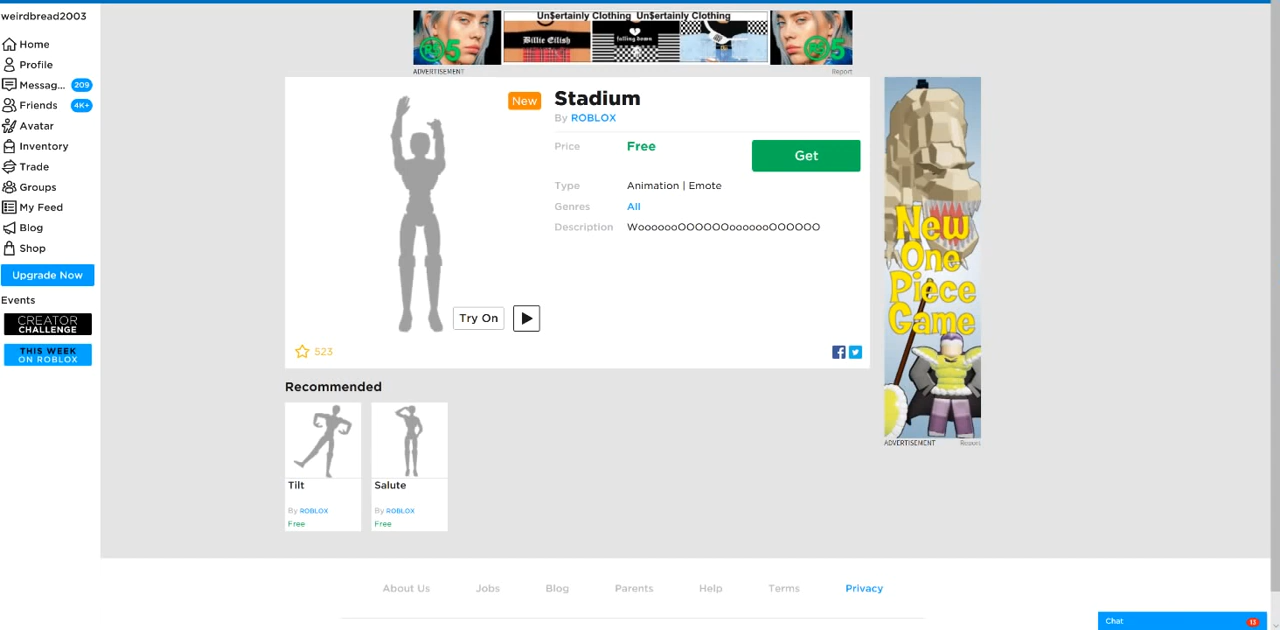 weirdbread2003
Home
Profile
Messag... 209
Friends 4K+
Avatar
Inventory
Trade
Groups
My Feed
Blog
Shop
Upgrade Now
Events
CREATOR
CHALLENGE
THIS WEEK
ON ROBLOX
Un$ertainly Clothing Un$ertainly Clothing
R$5
Billie Eilish
falling down
R$5
ADVERTISEMENT
Report
New
Stadium
By ROBLOX
Price Free
Get
Type Animation | Emote
Genres All
Description WooooooOOOOOOoooooooOOOOOO
Try On
523
New
One
Piece
Game
ADVERTISEMENT
Report
Recommended
Tilt
By ROBLOX
Free
Salute
By ROBLOX
Free
About Us Jobs Blog Parents Help Terms Privacy
Chat 13